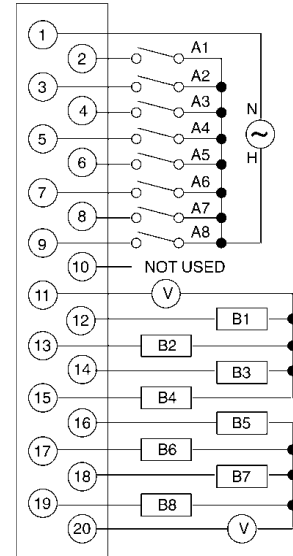 1
2 A1
3 A2
4 A3
5 A4
6 A5
7 A6
8 A7
9 A8
N
~
H
10 NOT USED
11 V
12 B1
13 B2
14 B3
15 B4
16 B5
17 B6
18 B7
19 B8
20 V